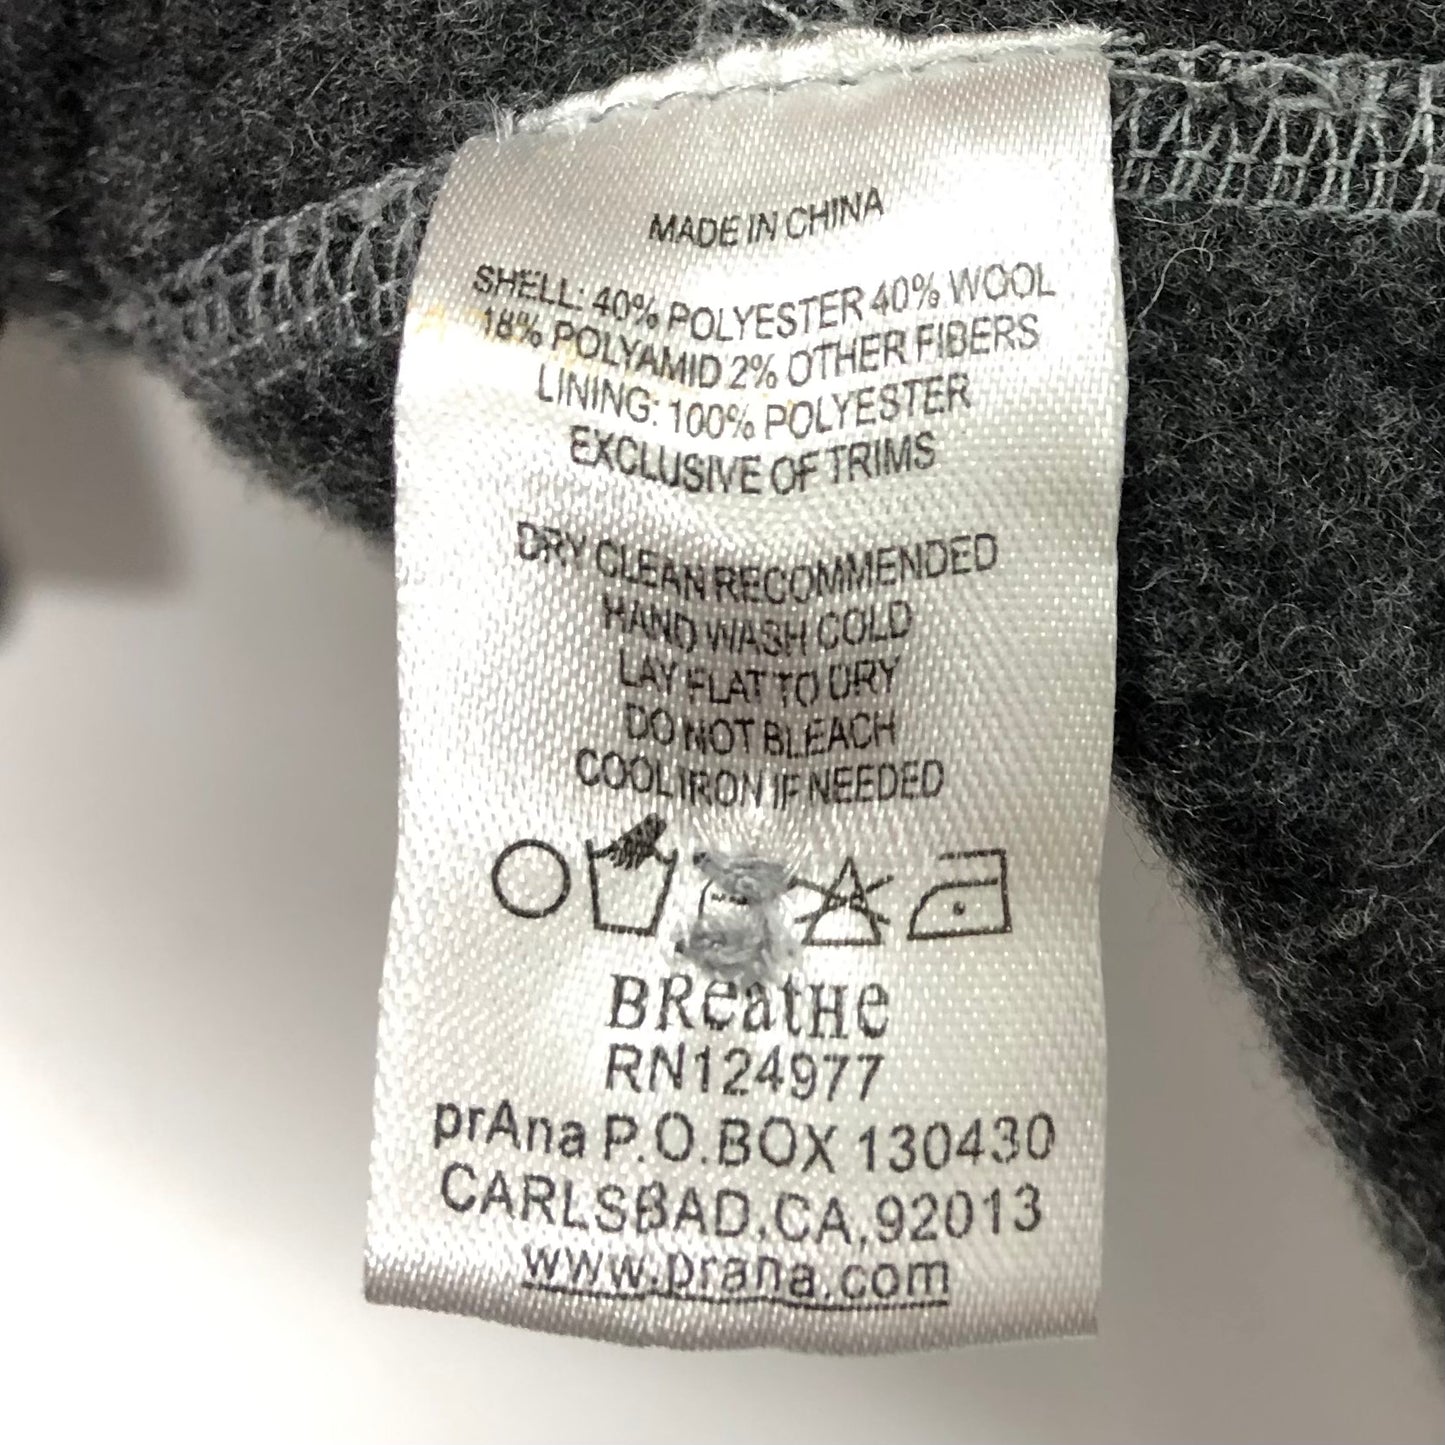 MADE IN CHINA
SHELL: 40% POLYESTER 40% WOOL
18% POLYAMID 2% OTHER FIBERS
LINING: 100% POLYESTER
EXCLUSIVE OF TRIMS
DRY CLEAN RECOMMENDED
HAND WASH COLD
LAY FLAT TO DRY
DO NOT BLEACH
COOL IRON IF NEEDED
BReatHe
RN124977
prAna P.O.BOX 130430
CARLSBAD,CA,92013
www.prana.com